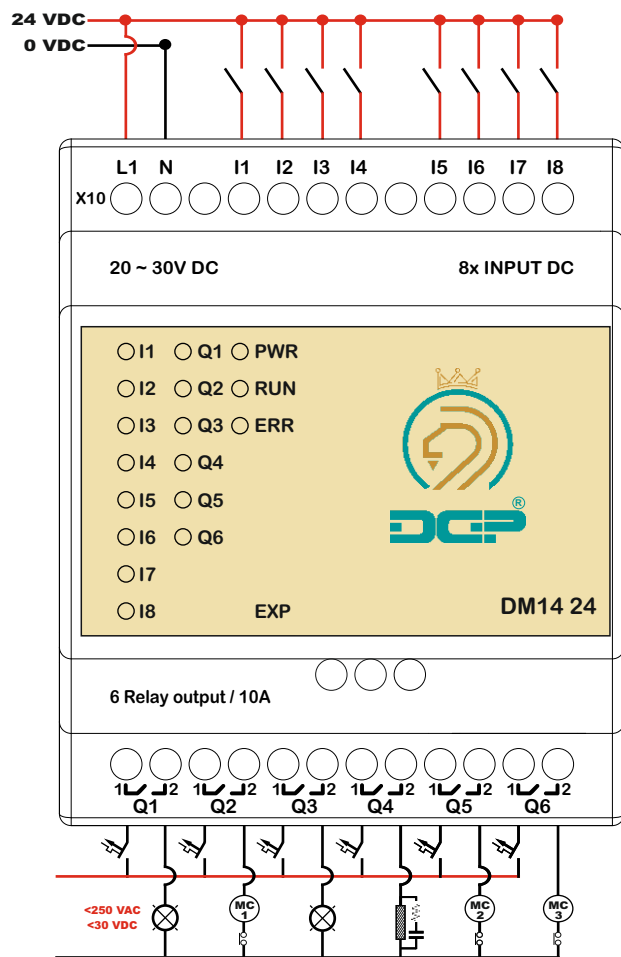 24 VDC
0 VDC
L1 N I1 I2 I3 I4 I5 I6 I7 I8
X10
20 ~ 30V DC 8x INPUT DC
I1 Q1 PWR
I2 Q2 RUN
I3 Q3 ERR
I4 Q4
I5 Q5
I6 Q6
I7
I8 EXP
DCP®
DM14 24
6 Relay output / 10A
1 2 1 2 1 2 1 2 1 2 1 2
Q1 Q2 Q3 Q4 Q5 Q6
<250 VAC
<30 VDC
MC 1
MC 2
MC 3